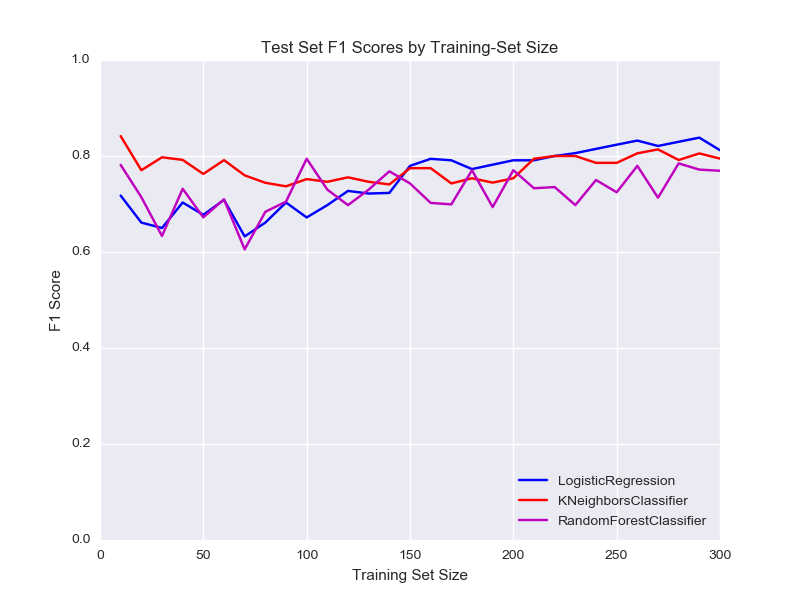 Test Set F1 Scores by Training-Set Size
1.0
0.8
0.6
0.4
0.2
0.0
F1 Score
LogisticRegression
KNeighborsClassifier
RandomForestClassifier
0 50 100 150 200 250 300
Training Set Size